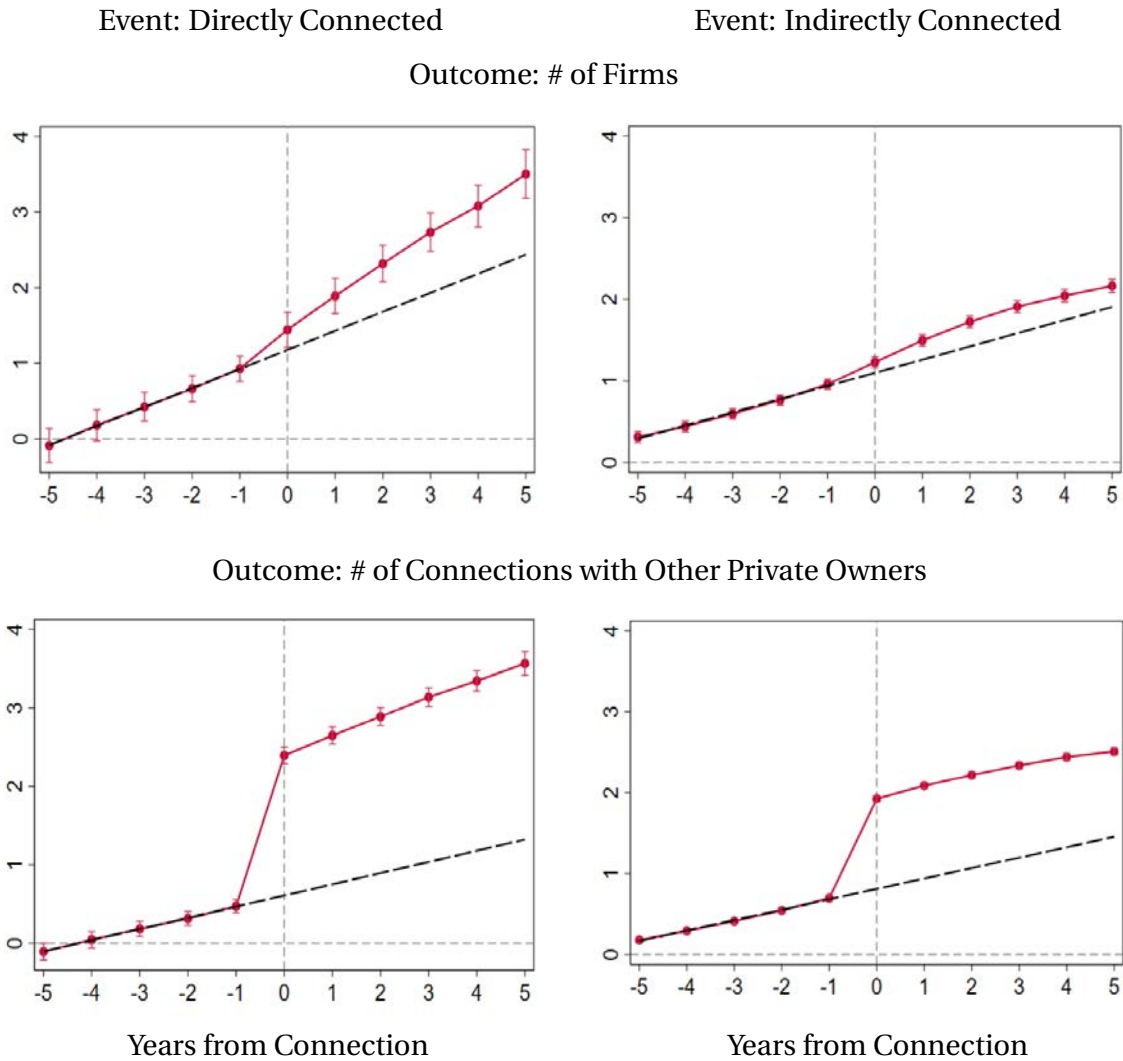 Event: Directly Connected
Event: Indirectly Connected
Outcome: # of Firms
4
3
2
1
0
-5 -4 -3 -2 -1 0 1 2 3 4 5
4
3
2
1
0
-5 -4 -3 -2 -1 0 1 2 3 4 5
Outcome: # of Connections with Other Private Owners
4
3
2
1
0
-5 -4 -3 -2 -1 0 1 2 3 4 5
Years from Connection
4
3
2
1
0
-5 -4 -3 -2 -1 0 1 2 3 4 5
Years from Connection